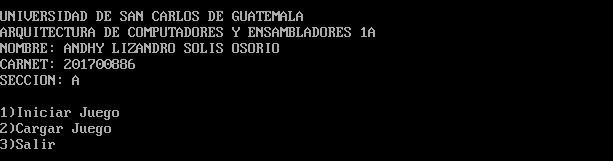 UNIVERSIDAD DE SAN CARLOS DE GUATEMALA
ARQUITECTURA DE COMPUTADORES Y ENSAMBLADORES 1A
NOMBRE: ANDHY LIZANDRO SOLIS OSORIO
CARNET: 201700886
SECCION: A
1)Iniciar Juego
2)Cargar Juego
3)Salir